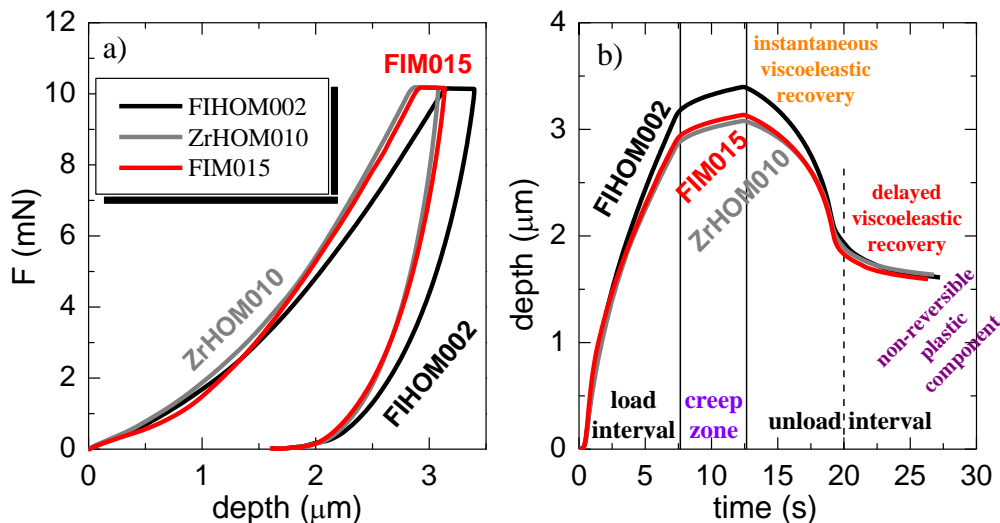 a)
FIM015
FIHOM002
ZrHOM010
FIM015
ZrHOM010
FIHOM002
12
10
8
6
4
2
0
F (mN)
0
1
2
3
depth (μm)
b)
instantaneous
viscoeleastic
recovery
FIHOM002
FIM015
ZrHOM010
delayed
viscoeleastic
recovery
non-reversible
plastic
component
load
interval
creep
zone
unload interval
4
3
2
1
0
depth (μm)
0
5
10
15
20
25
30
time (s)